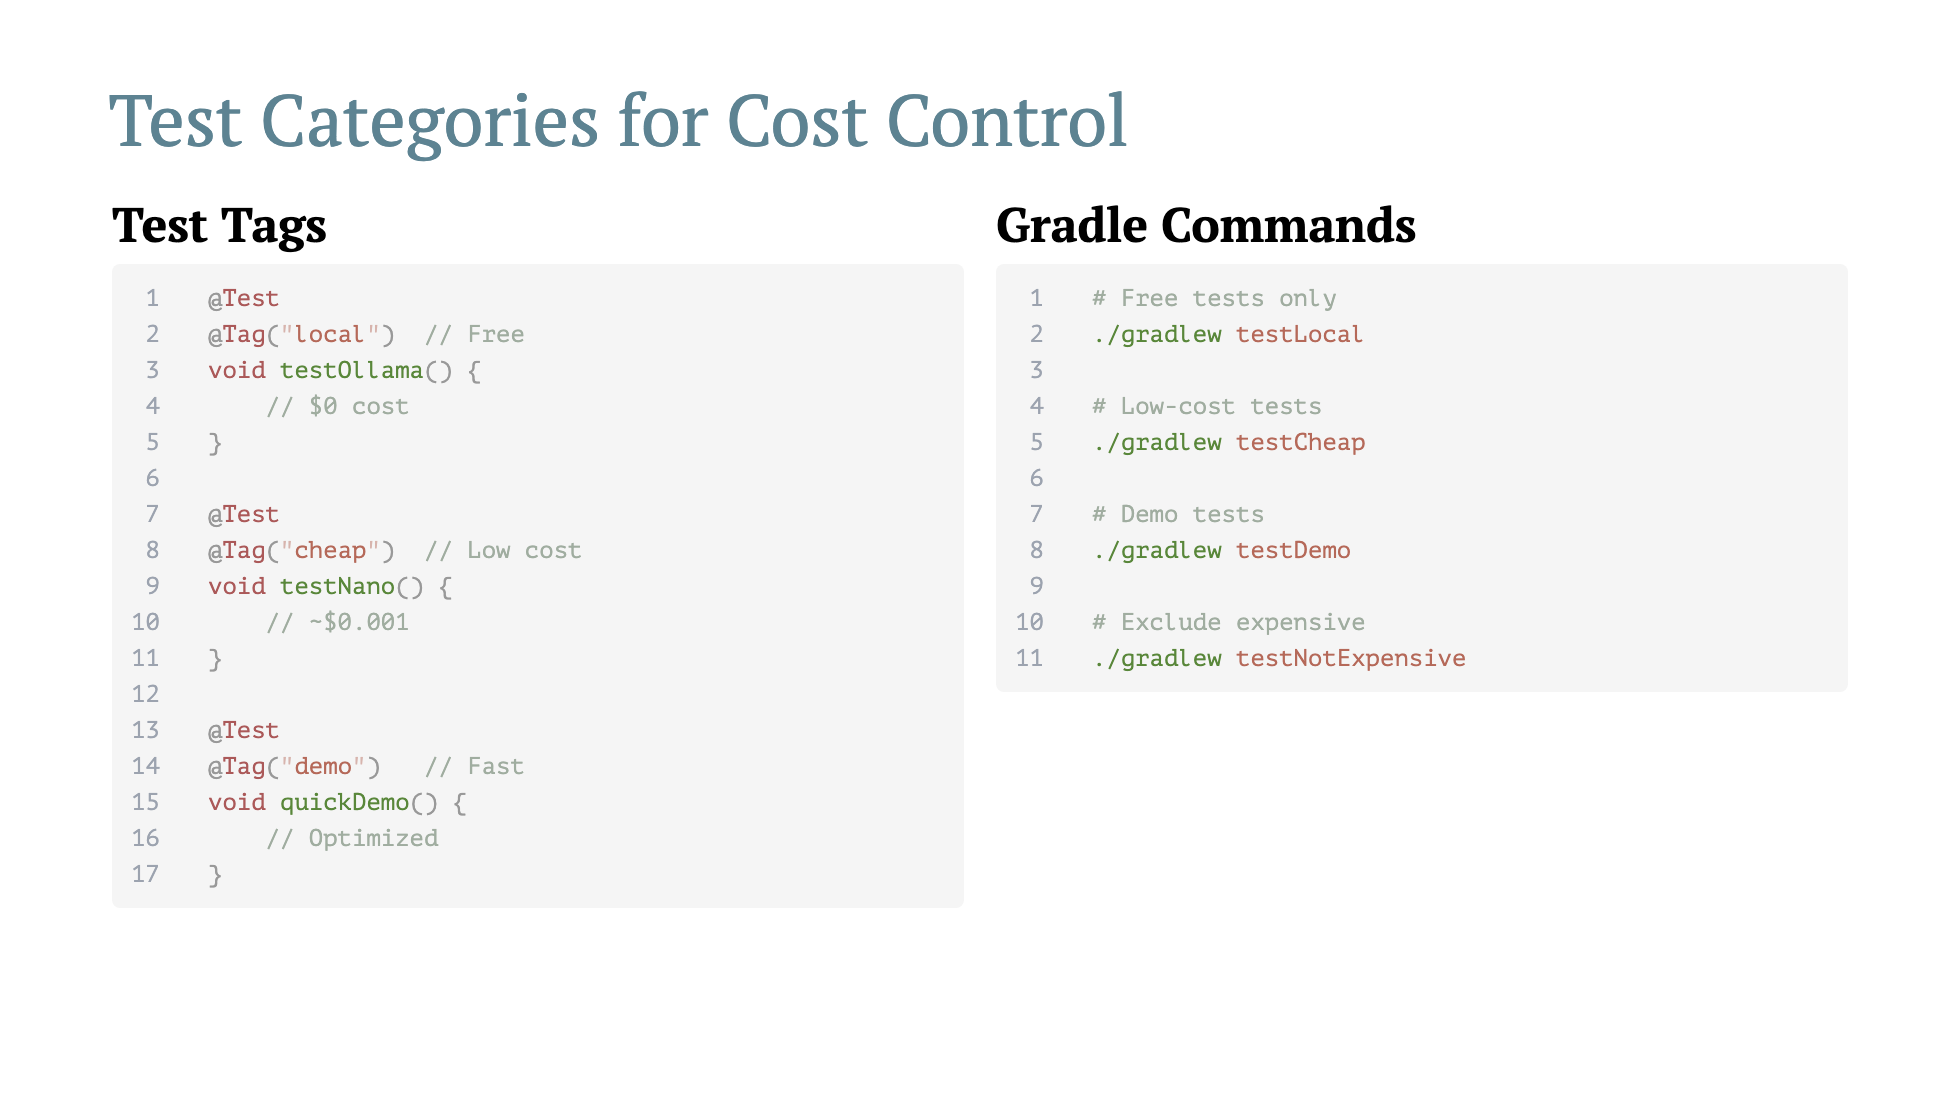 Test Categories for Cost Control
Test Tags
1 @Test
2 @Tag("local")  // Free
3 void testOllama() {
4     // $0 cost
5 }
6
7 @Test
8 @Tag("cheap")  // Low cost
9 void testNano() {
10     // ~$0.001
11 }
12
13 @Test
14 @Tag("demo")   // Fast
15 void quickDemo() {
16     // Optimized
17 }
Gradle Commands
1 # Free tests only
2 ./gradlew testLocal
3
4 # Low-cost tests
5 ./gradlew testCheap
6
7 # Demo tests
8 ./gradlew testDemo
9
10 # Exclude expensive
11 ./gradlew testNotExpensive